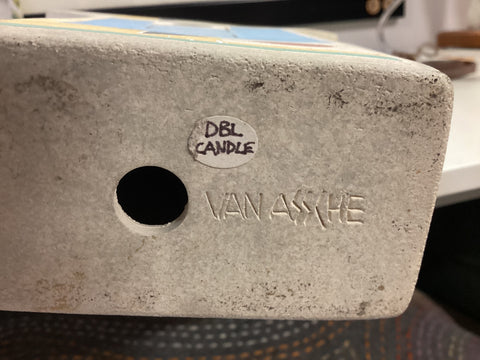 DBL
CANDLE
VAN ASSCHE